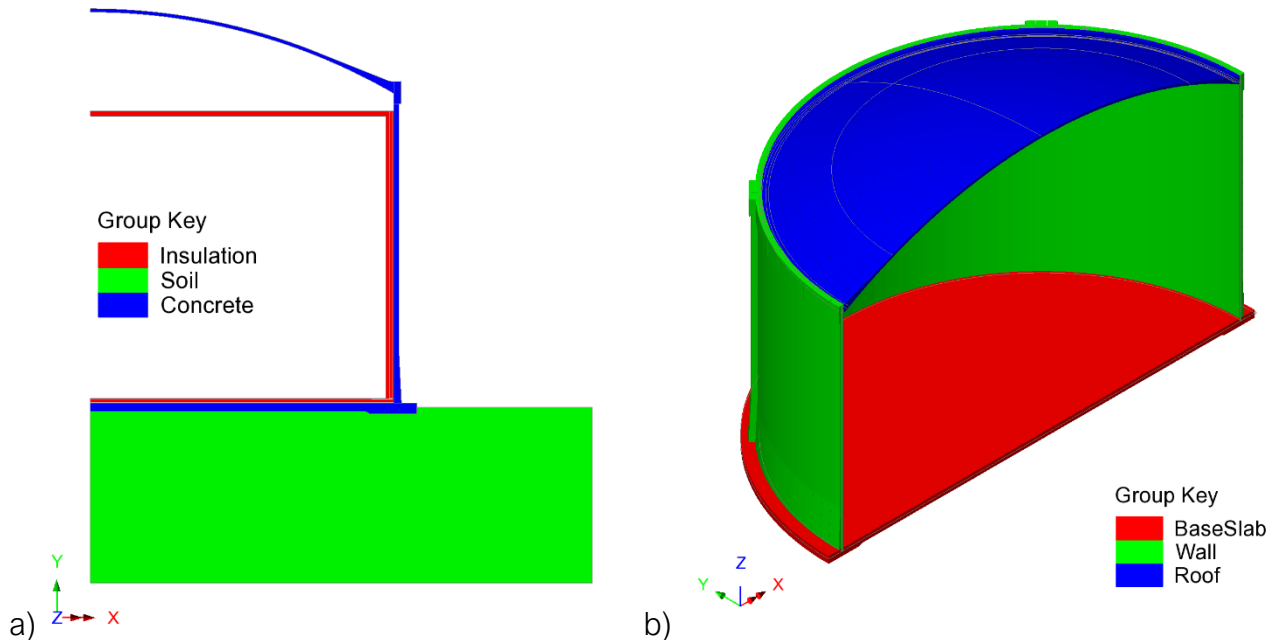 Group Key
Insulation
Soil
Concrete
Y
Z X
a)
Group Key
BaseSlab
Wall
Roof
Z
Y X
b)